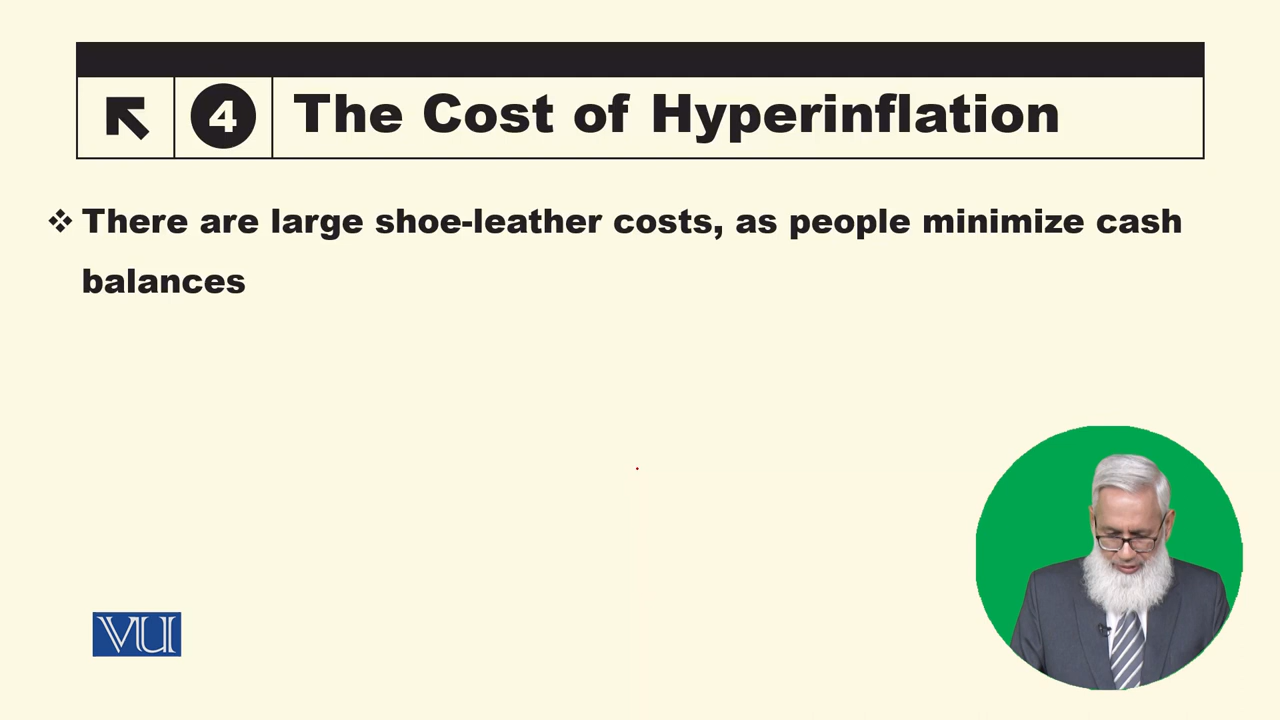 4 The Cost of Hyperinflation
❖ There are large shoe-leather costs, as people minimize cash
balances
VU